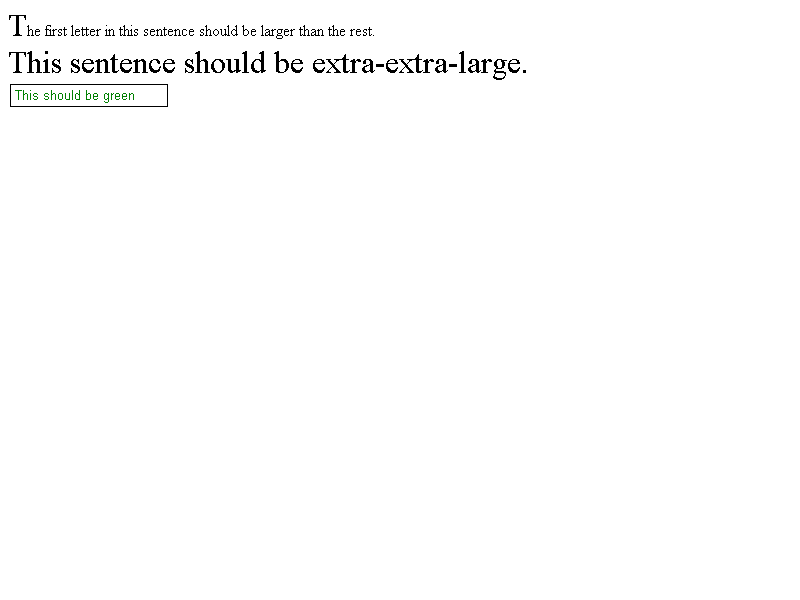 The first letter in this sentence should be larger than the rest.
This sentence should be extra-extra-large.
This should be green